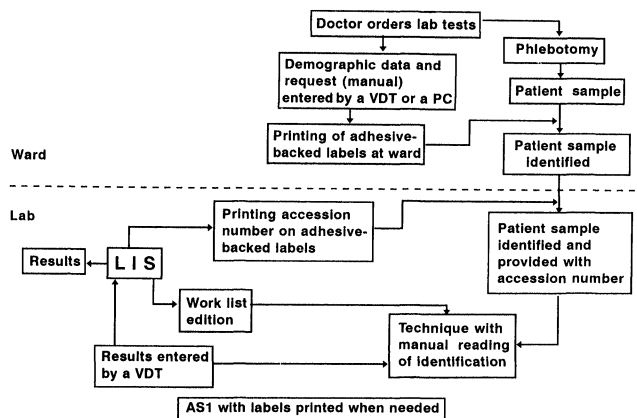 Doctor orders lab tests
Phlebotomy
Demographic data and
request (manual)
entered by a VDT or a PC
Patient sample
Printing of adhesive-
backed labels at ward
Patient sample
identified
Ward
Lab
Printing accession
number on adhesive-
backed labels
Patient sample
identified and
provided with
accession number
Results
LIS
Work list
edition
Technique with
manual reading
of identification
Results entered
by a VDT
AS1 with labels printed when needed